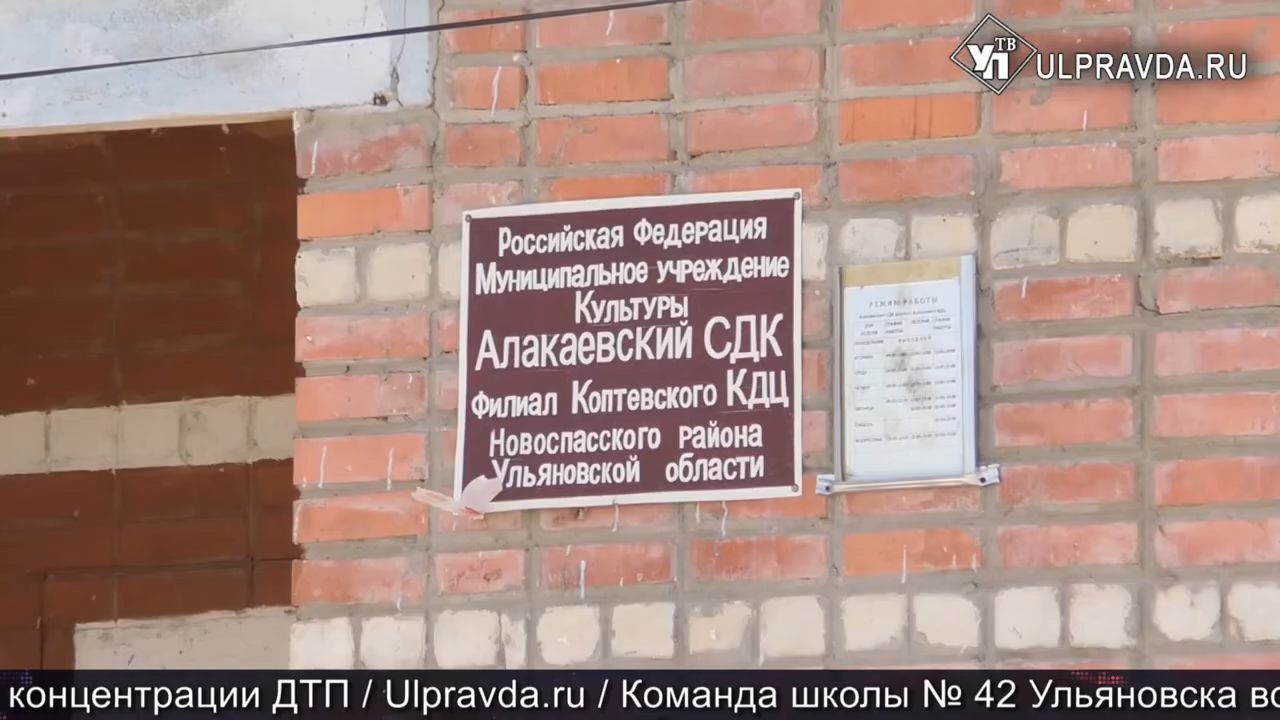 УП ТВ
ULPRAVDA.RU
Российская Федерация
Муниципальное учреждение
Культуры
Алакаевский СДК
Филиал Коптевского КДЦ
Новоспасского района
Ульяновской области
РЕЖИМ РАБОТЫ
концентрации ДТП / Ulpravda.ru / Команда школы № 42 Ульяновска во